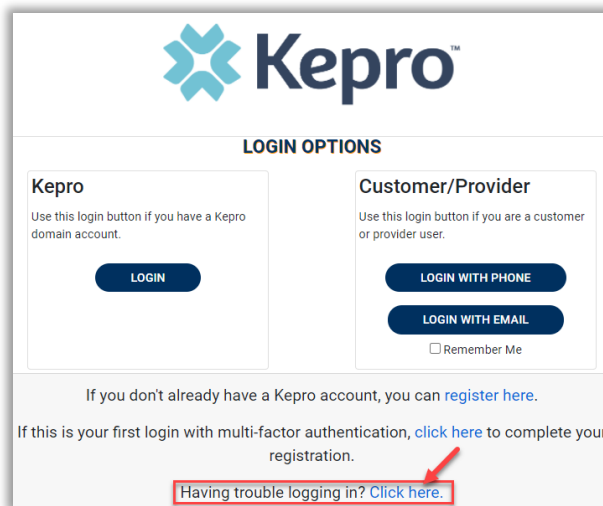 Kepro™
LOGIN OPTIONS
Kepro
Use this login button if you have a Kepro
domain account.
LOGIN
Customer/Provider
Use this login button if you are a customer
or provider user.
LOGIN WITH PHONE
LOGIN WITH EMAIL
Remember Me
If you don't already have a Kepro account, you can register here.
If this is your first login with multi-factor authentication, click here to complete your
registration.
Having trouble logging in? Click here.